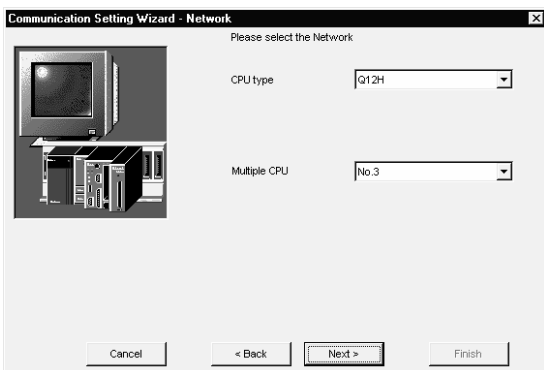 Communication Setting Wizard - Network
Please select the Network
CPU type
Q12H
Multiple CPU
No.3
Cancel
< Back
Next >
Finish